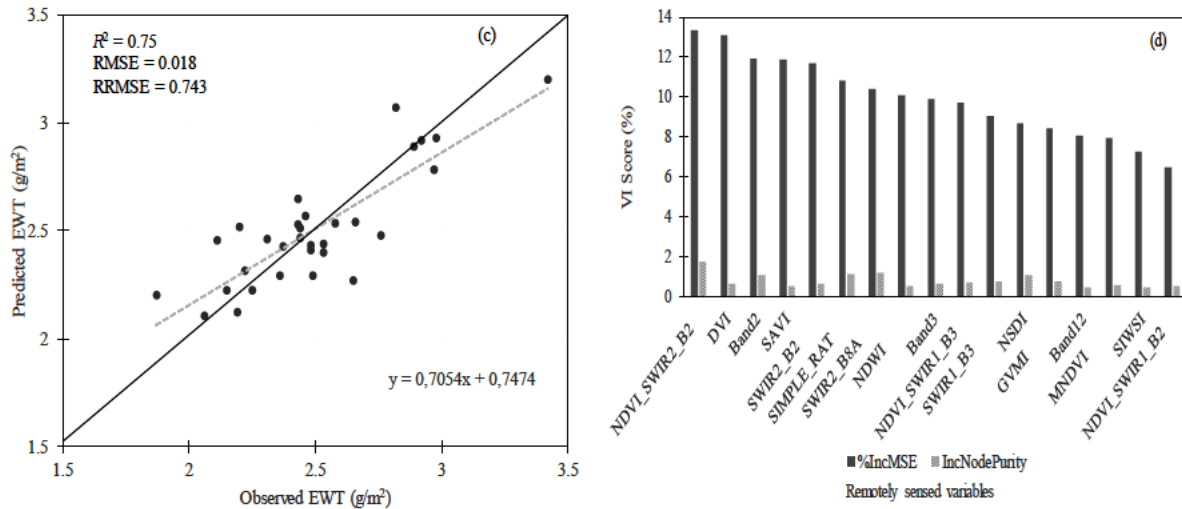 (c)
R² = 0.75
RMSE = 0.018
RRMSE = 0.743
3.5
3
2.5
2
1.5
Predicted EWT (g/m²)
y = 0,7054x + 0,7474
1.5 2 2.5 3 3.5
Observed EWT (g/m²)
(d)
14
12
10
8
6
4
2
0
VI Score (%)
NDVI_SWIR2_B2
DVI
Band2
SAVI
SWIR2_B2
SIMPLE_RAT
SWIR2_B8A
NDWI
Band3
NDVI_SWIR1_B3
SWIR1_B3
NSDI
GVMI
Band12
MNDVI
SIWSI
NDVI_SWIR1_B2
%IncMSE IncNodePurity
Remotely sensed variables